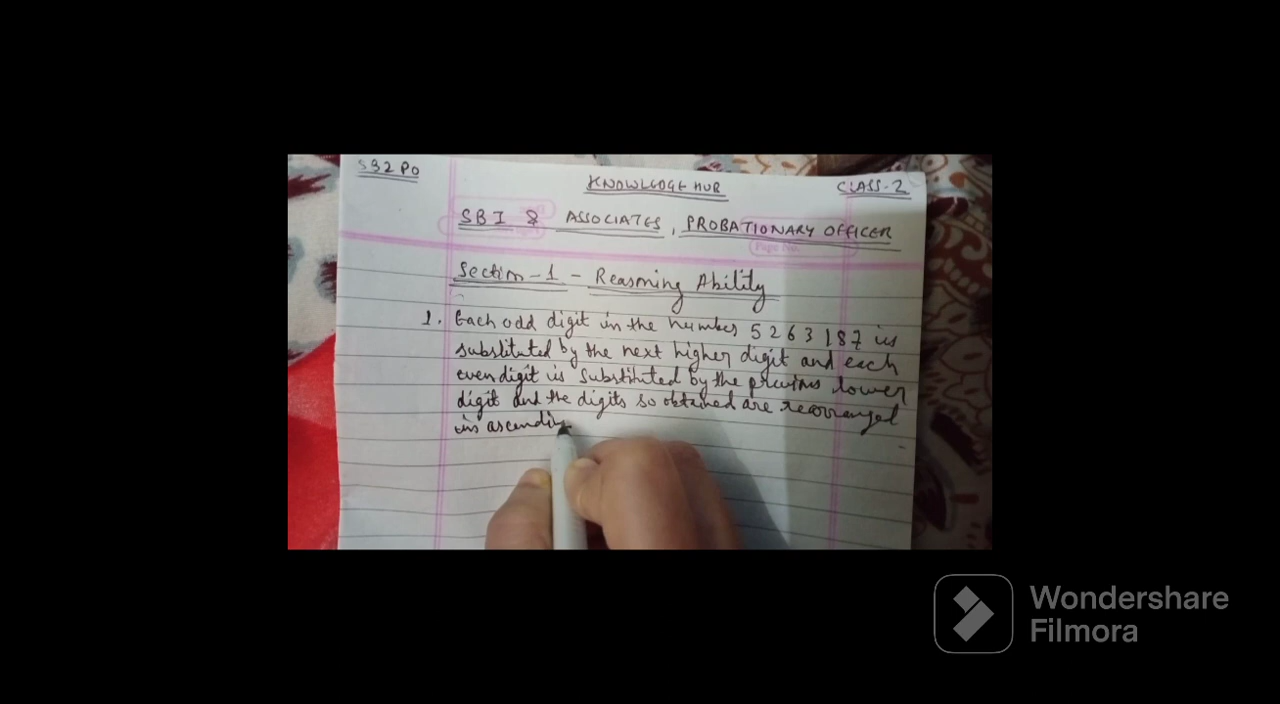 SB2 PO
KNOWLEDGE HUB
CLASS-2
SBI & ASSOCIATES, PROBATIONARY OFFICER
Section-1 - Reasoning Ability
1. Each odd digit in the number 5263187 is
substituted by the next higher digit and each
even digit is substituted by the previous lower
digit and the digits so obtained are rearranged
in ascendin
Wondershare
Filmora